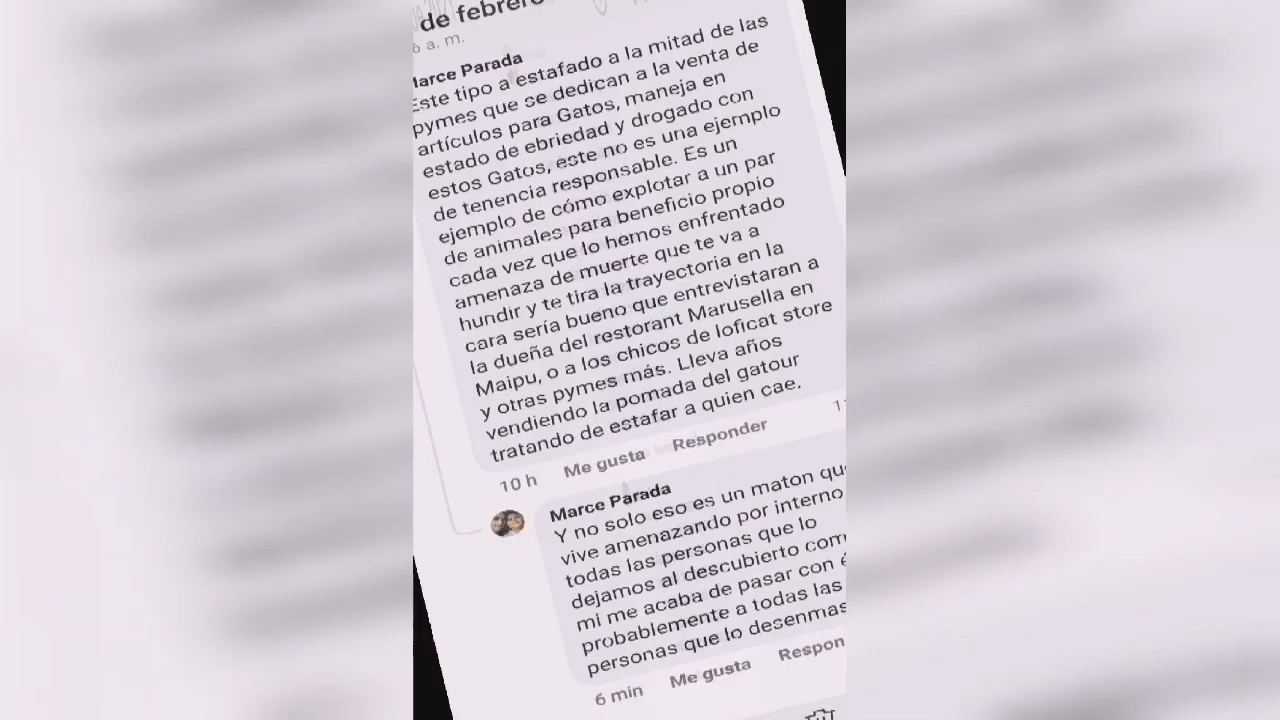 de febrero
6 a. m.
Marce Parada
Este tipo a estafado a la mitad de las
pymes que se dedican a la venta de
artículos para Gatos, maneja en
estado de ebriedad y drogado con
estos Gatos, este no es una ejemplo
de tenencia responsable. Es un
ejemplo de cómo explotar a un par
de animales para beneficio propio
cada vez que lo hemos enfrentado
amenaza de muerte que te va a
hundir y te tira la trayectoria en la
cara sería bueno que entrevistaran a
la dueña del restorant Marusella en
Maipu, o a los chicos de loficat store
y otras pymes más. Lleva años
vendiendo la pomada del gatour
tratando de estafar a quien cae.
10 h Me gusta Responder
Marce Parada
Y no solo eso es un maton que
vive amenazando por interno
todas las personas que lo
dejamos al descubierto com
mi me acaba de pasar con é
probablemente a todas las
personas que lo desenmas
6 min Me gusta Respon